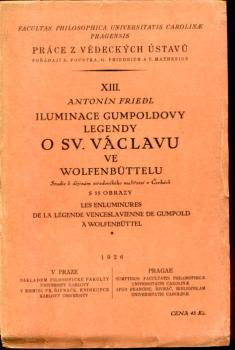 FACULTAS PHILOSOPHICA UNIVERSITATIS CAROLINAE
PRAGENSIS
PRÁCE Z VĚDECKÝCH ÚSTAVŮ
POŘÁDAJÍ B. FOUSTKA, G. FRIEDRICH A V. MATHESIUS
XIII.
ANTONÍN FRIEDL
ILUMINACE GUMPOLDOVY
LEGENDY
O SV. VÁCLAVU
VE
WOLFENBÜTTELU
Studie k dějinám středověkého malířství v Čechách
S 35 OBRAZY
LES ENLUMINURES
DE LA LÉGENDE VENCESLAVIENNE DE GUMPOLD
À WOLFENBÜTTEL
1926
V PRAZE
NÁKLADEM FILOSOFICKÉ FAKULTY
UNIVERSITY KARLOVY
V KOMISI FR. ŘIVNÁČE, KNIHKUPCE
KARLOVY UNIVERSITY
PRAGAE
SUMPTIBUS FACULTATIS PHILOSOPHICAE
UNIVERSITATIS CAROLINAE
APUD FRANCISC. ŘIVNÁČ, BIBLIOPOLAM
UNIVERSITATIS CAROLINAE
CENA 45 Kč.